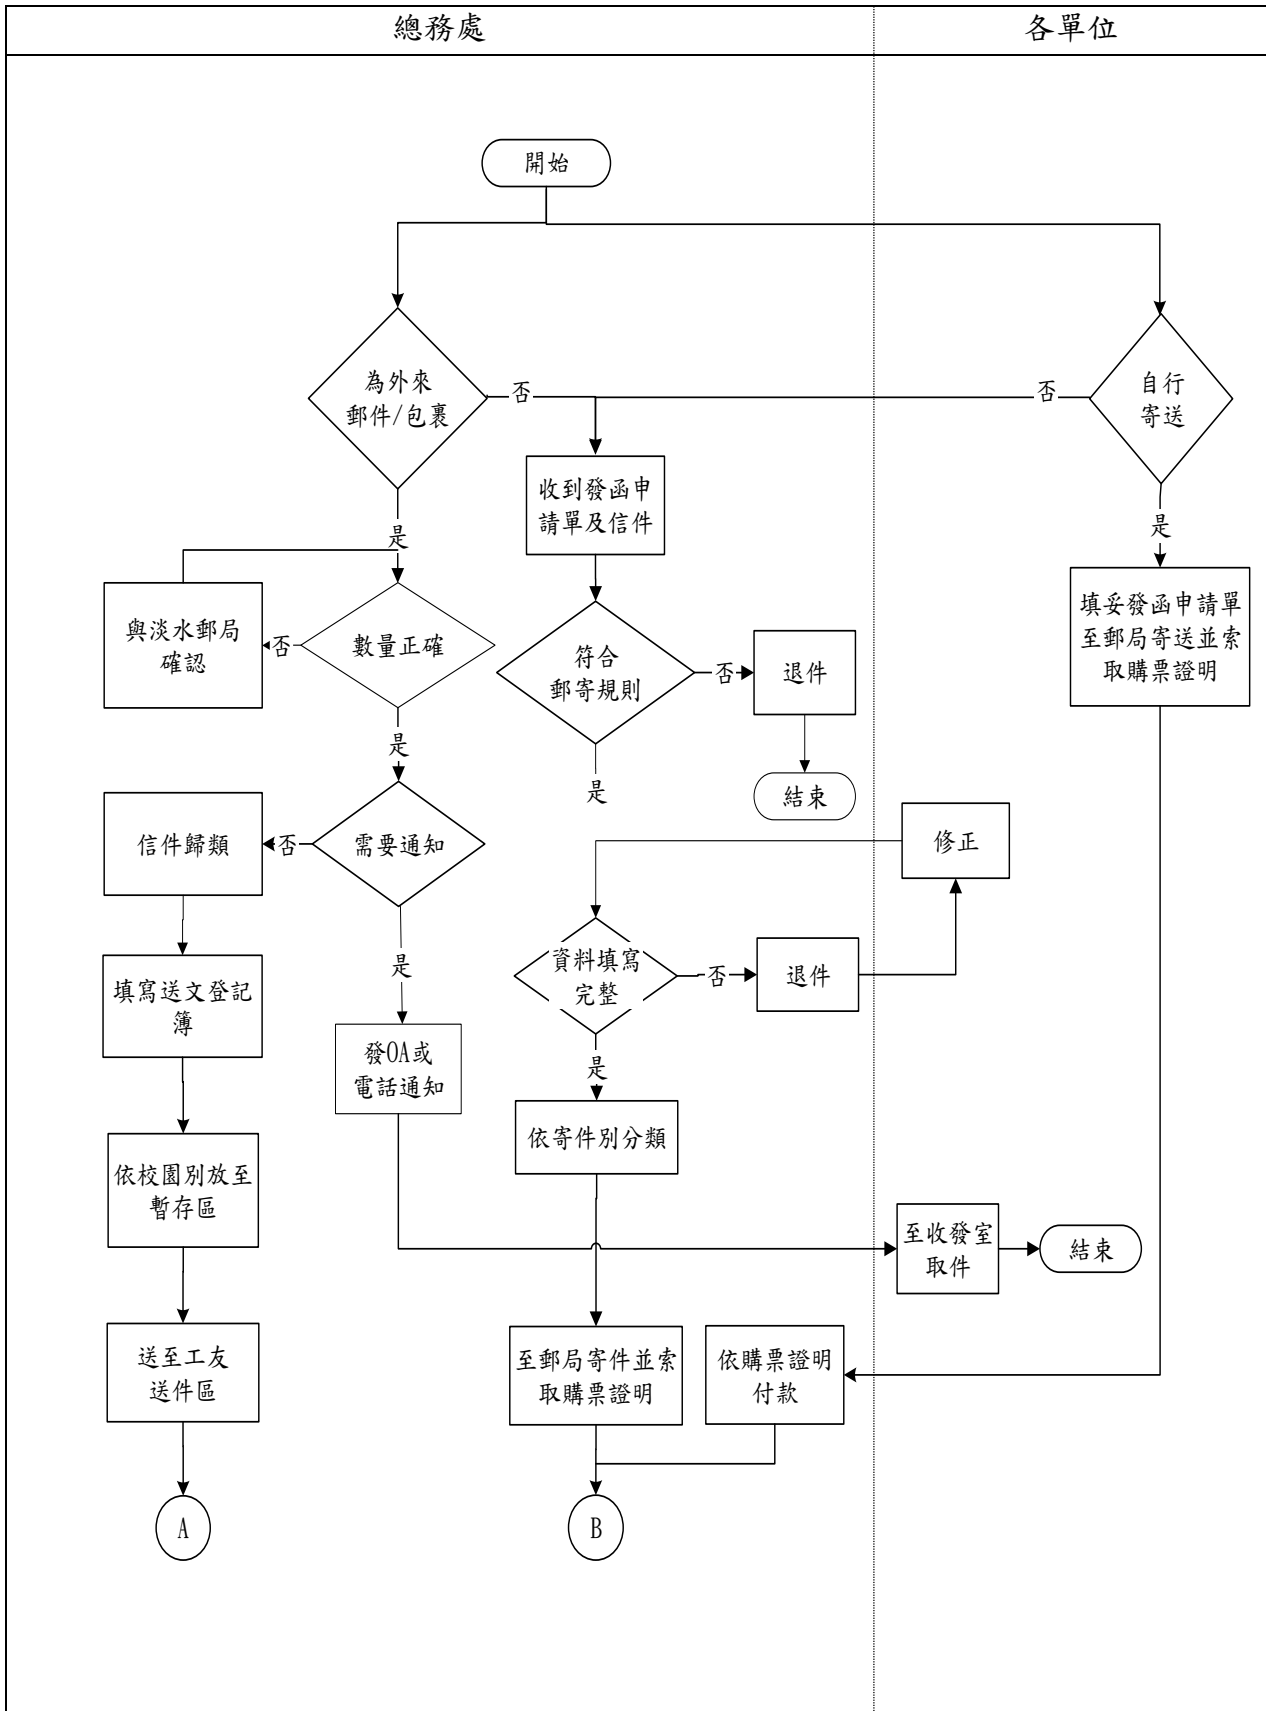 總務處
各單位
開始
為外來
郵件/包裹
否
否
自行
寄送
收到發函申
請單及信件
是
是
與淡水郵局
確認
否
數量正確
符合
郵寄規則
否
退件
填妥發函申請單
至郵局寄送並索
取購票證明
是
是
結束
信件歸類
否
需要通知
修正
資料填寫
完整
否
退件
是
填寫送文登記
簿
發OA或
電話通知
是
依寄件別分類
依校園別放至
暫存區
至收發室
取件
結束
送至工友
送件區
至郵局寄件並索
取購票證明
依購票證明
付款
A
B